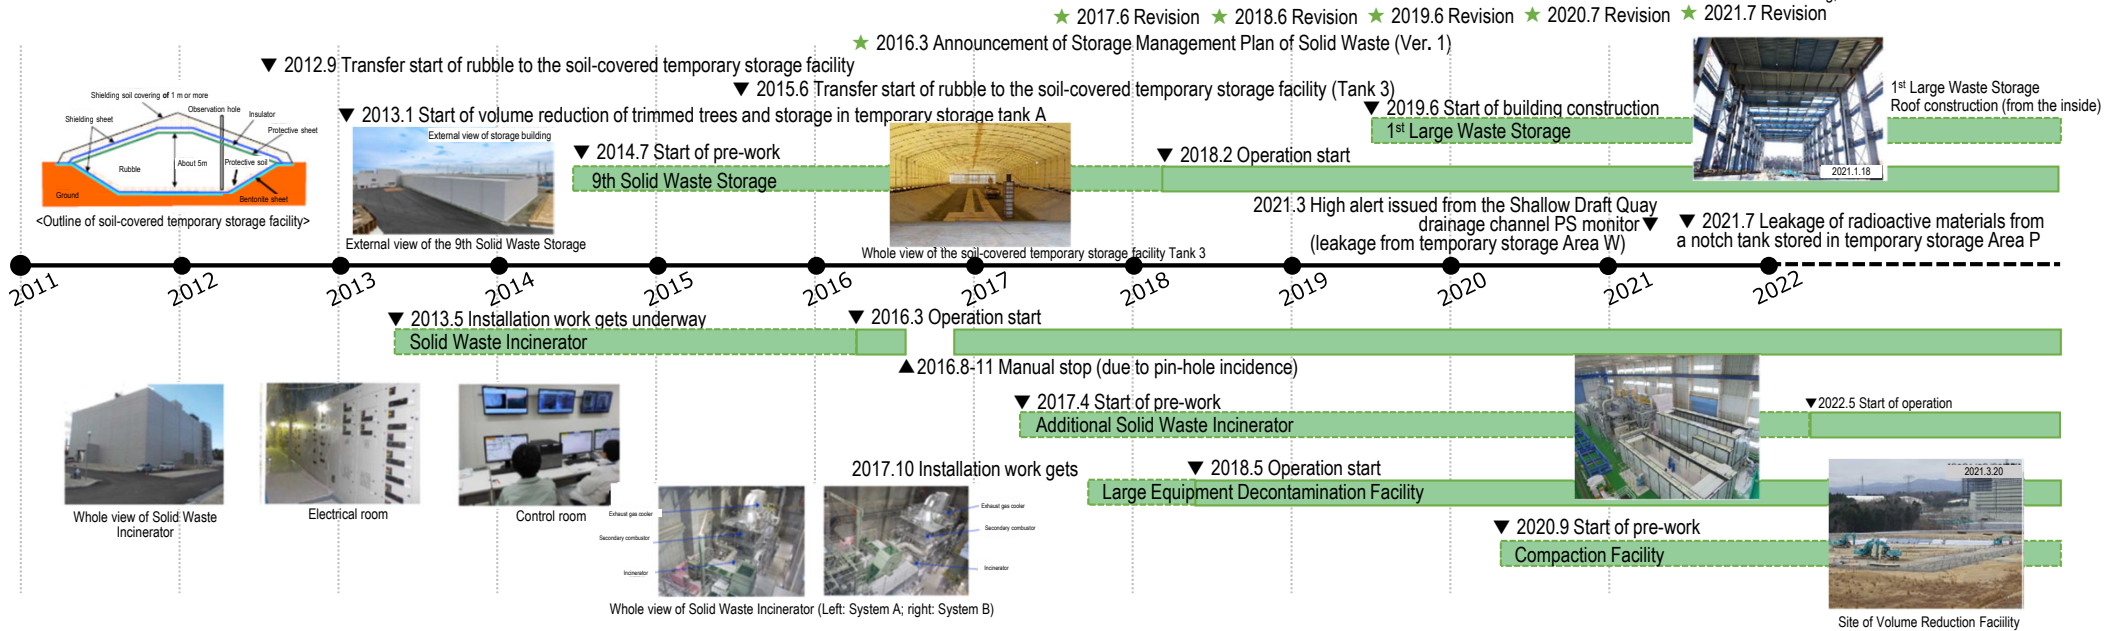 ★ 2017.6 Revision ★ 2018.6 Revision ★ 2019.6 Revision ★ 2020.7 Revision ★ 2021.7 Revision
★ 2016.3 Announcement of Storage Management Plan of Solid Waste (Ver. 1)
▼ 2012.9 Transfer start of rubble to the soil-covered temporary storage facility
▼ 2015.6 Transfer start of rubble to the soil-covered temporary storage facility (Tank 3)
▼ 2013.1 Start of volume reduction of trimmed trees and storage in temporary storage tank A
Shielding soil covering of 1 m or more
Observation hole
Shielding sheet
Insulator
Protective sheet
About 5m
Protective soil
Rubble
Ground
Bentonite sheet
<Outline of soil-covered temporary storage facility>
External view of storage building
External view of the 9th Solid Waste Storage
▼ 2014.7 Start of pre-work
9th Solid Waste Storage
▼ 2018.2 Operation start
Whole view of the soil-covered temporary storage facility Tank 3
▼ 2019.6 Start of building construction
1st Large Waste Storage
2021.1.18
1st Large Waste Storage
Roof construction (from the inside)
2021.3 High alert issued from the Shallow Draft Quay
drainage channel PS monitor ▼
(leakage from temporary storage Area W)
▼ 2021.7 Leakage of radioactive materials from
a notch tank stored in temporary storage Area P
2011 2012 2013 2014 2015 2016 2017 2018 2019 2020 2021 2022
▼ 2013.5 Installation work gets underway
Solid Waste Incinerator
▼ 2016.3 Operation start
▲ 2016.8-11 Manual stop (due to pin-hole incidence)
▼ 2017.4 Start of pre-work
Additional Solid Waste Incinerator
▼ 2022.5 Start of operation
2017.10 Installation work gets
▼ 2018.5 Operation start
Large Equipment Decontamination Facility
▼ 2020.9 Start of pre-work
Compaction Facility
2021.3.20
Site of Volume Reduction Faciility
Whole view of Solid Waste
Incinerator
Electrical room
Control room
Exhaust gas cooler
Secondary combustor
Incinerator
Exhaust gas cooler
Secondary combustor
Incinerator
Whole view of Solid Waste Incinerator (Left: System A; right: System B)